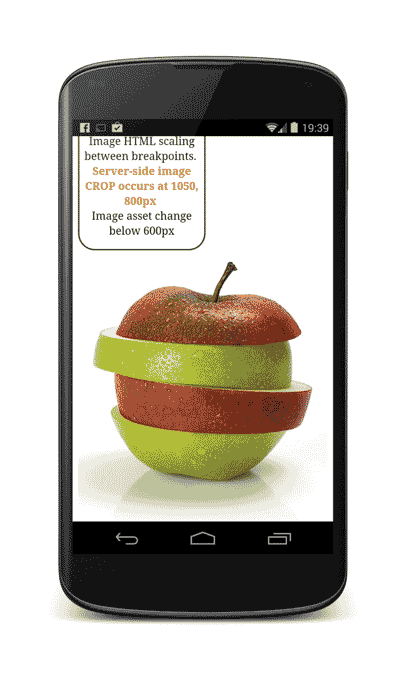 19:39
Image HTML scaling
between breakpoints.
Server-side image
CROP occurs at 1050,
800px
Image asset change
below 600px